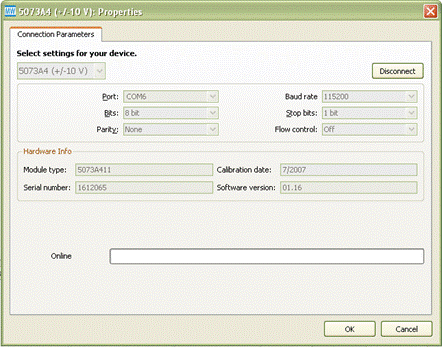 5073A4 (+/-10 V): Properties
Connection Parameters
Select settings for your device.
5073A4 (+/-10 V) Disconnect
Port: COM6 Baud rate 115200
Bits: 8 bit Stop bits: 1 bit
Parity: None Flow control: Off
Hardware Info
Module type: 5073A411 Calibration date: 7/2007
Serial number: 1612065 Software version: 01.16
Online
OK Cancel